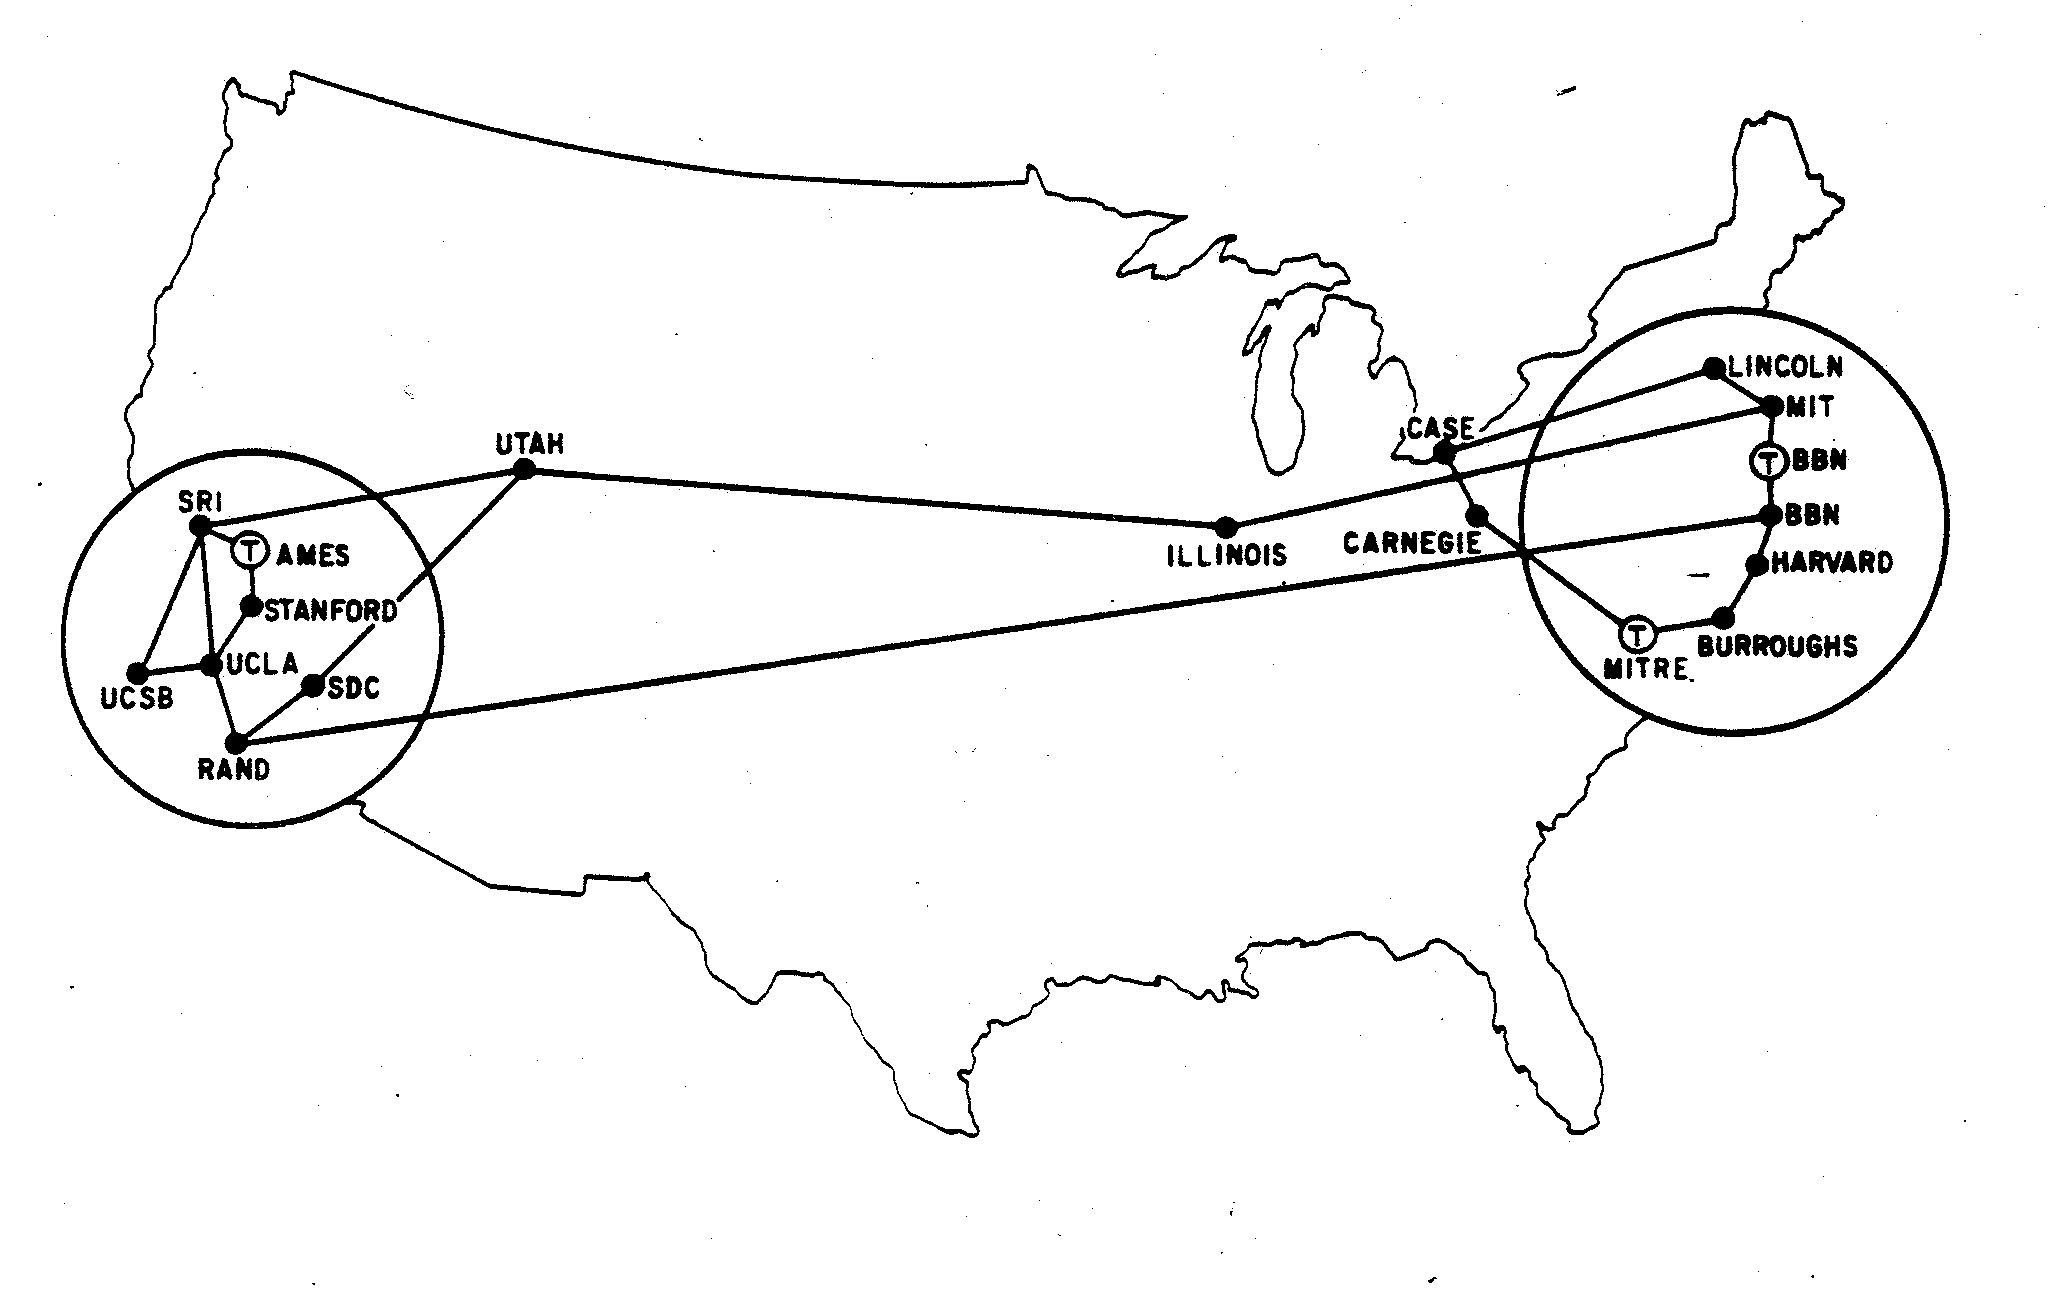 UTAH
SRI
T AMES
STANFORD
UCLA
UCSB
SDC
RAND
ILLINOIS
CASE
CARNEGIE
LINCOLN
MIT
T BBN
BBN
HARVARD
BURROUGHS
T
MITRE